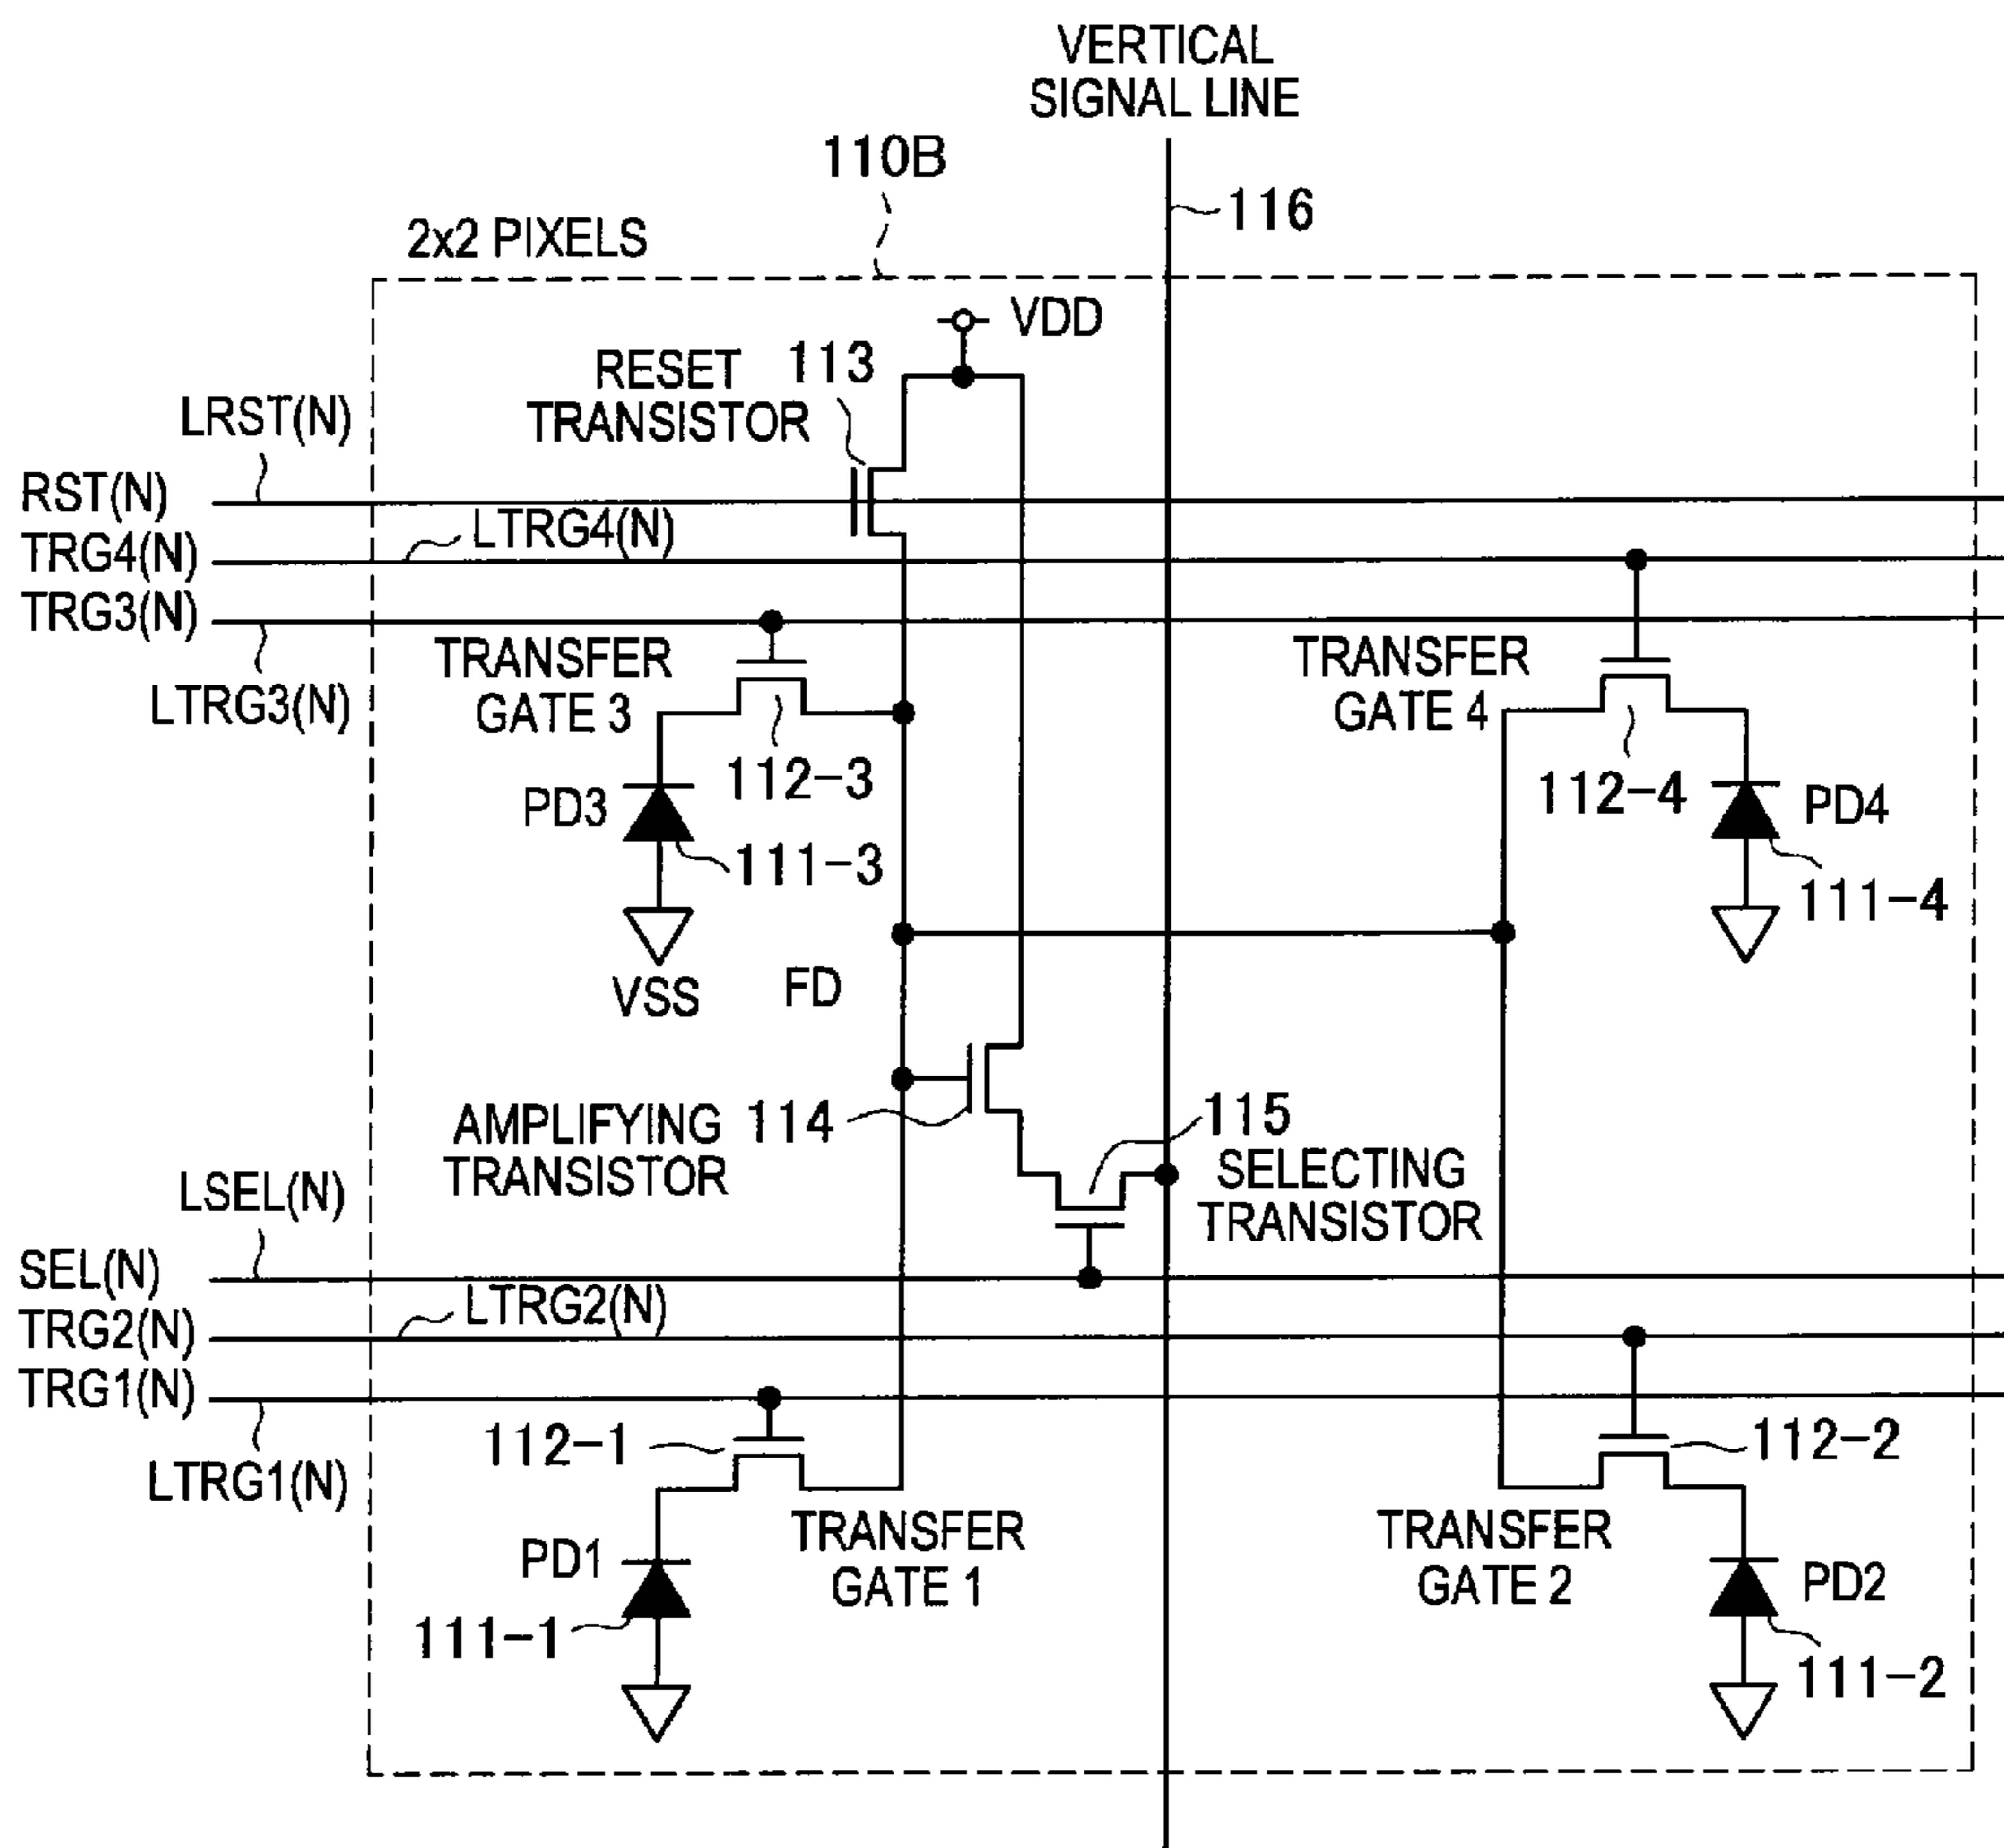 VERTICAL
SIGNAL LINE
110B
116
2x2 PIXELS
VDD
RESET
TRANSISTOR
113
LRST(N)
RST(N)
LTRG4(N)
TRG4(N)
TRG3(N)
LTRG3(N)
TRANSFER
GATE 3
TRANSFER
GATE 4
112-3
112-4
PD3
PD4
111-3
111-4
VSS
FD
AMPLIFYING
TRANSISTOR
114
115
SELECTING
TRANSISTOR
LSEL(N)
SEL(N)
LTRG2(N)
TRG2(N)
TRG1(N)
LTRG1(N)
112-1
112-2
TRANSFER
GATE 1
TRANSFER
GATE 2
PD1
PD2
111-1
111-2